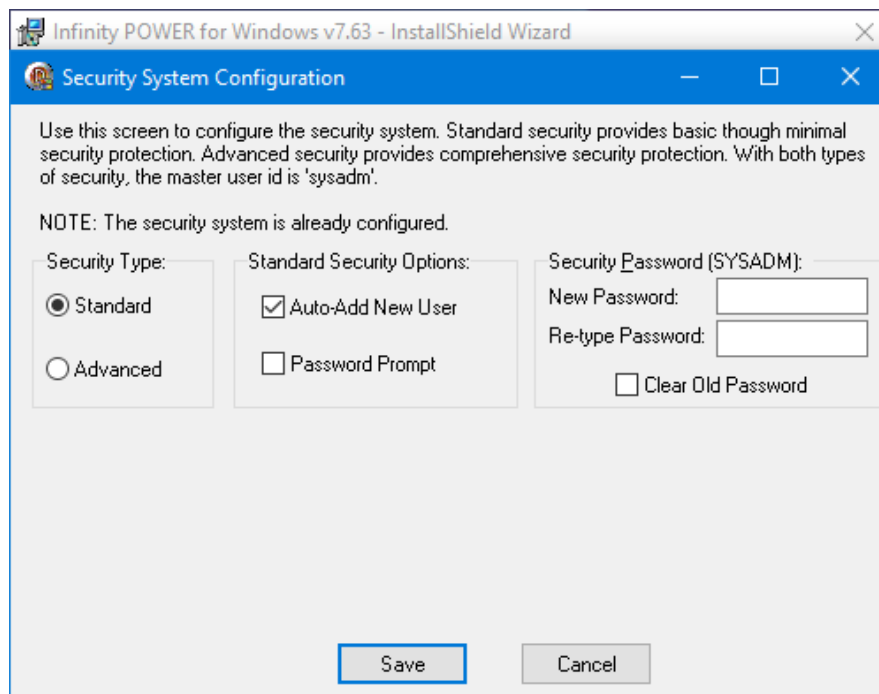 Infinity POWER for Windows v7.63 - InstallShield Wizard
Security System Configuration
Use this screen to configure the security system. Standard security provides basic though minimal
security protection. Advanced security provides comprehensive security protection. With both types
of security, the master user id is 'sysadm'.
NOTE: The security system is already configured.
Security Type:
Standard
Advanced
Standard Security Options:
Auto-Add New User
Password Prompt
Security Password (SYSADM):
New Password:
Re-type Password:
Clear Old Password
Save
Cancel